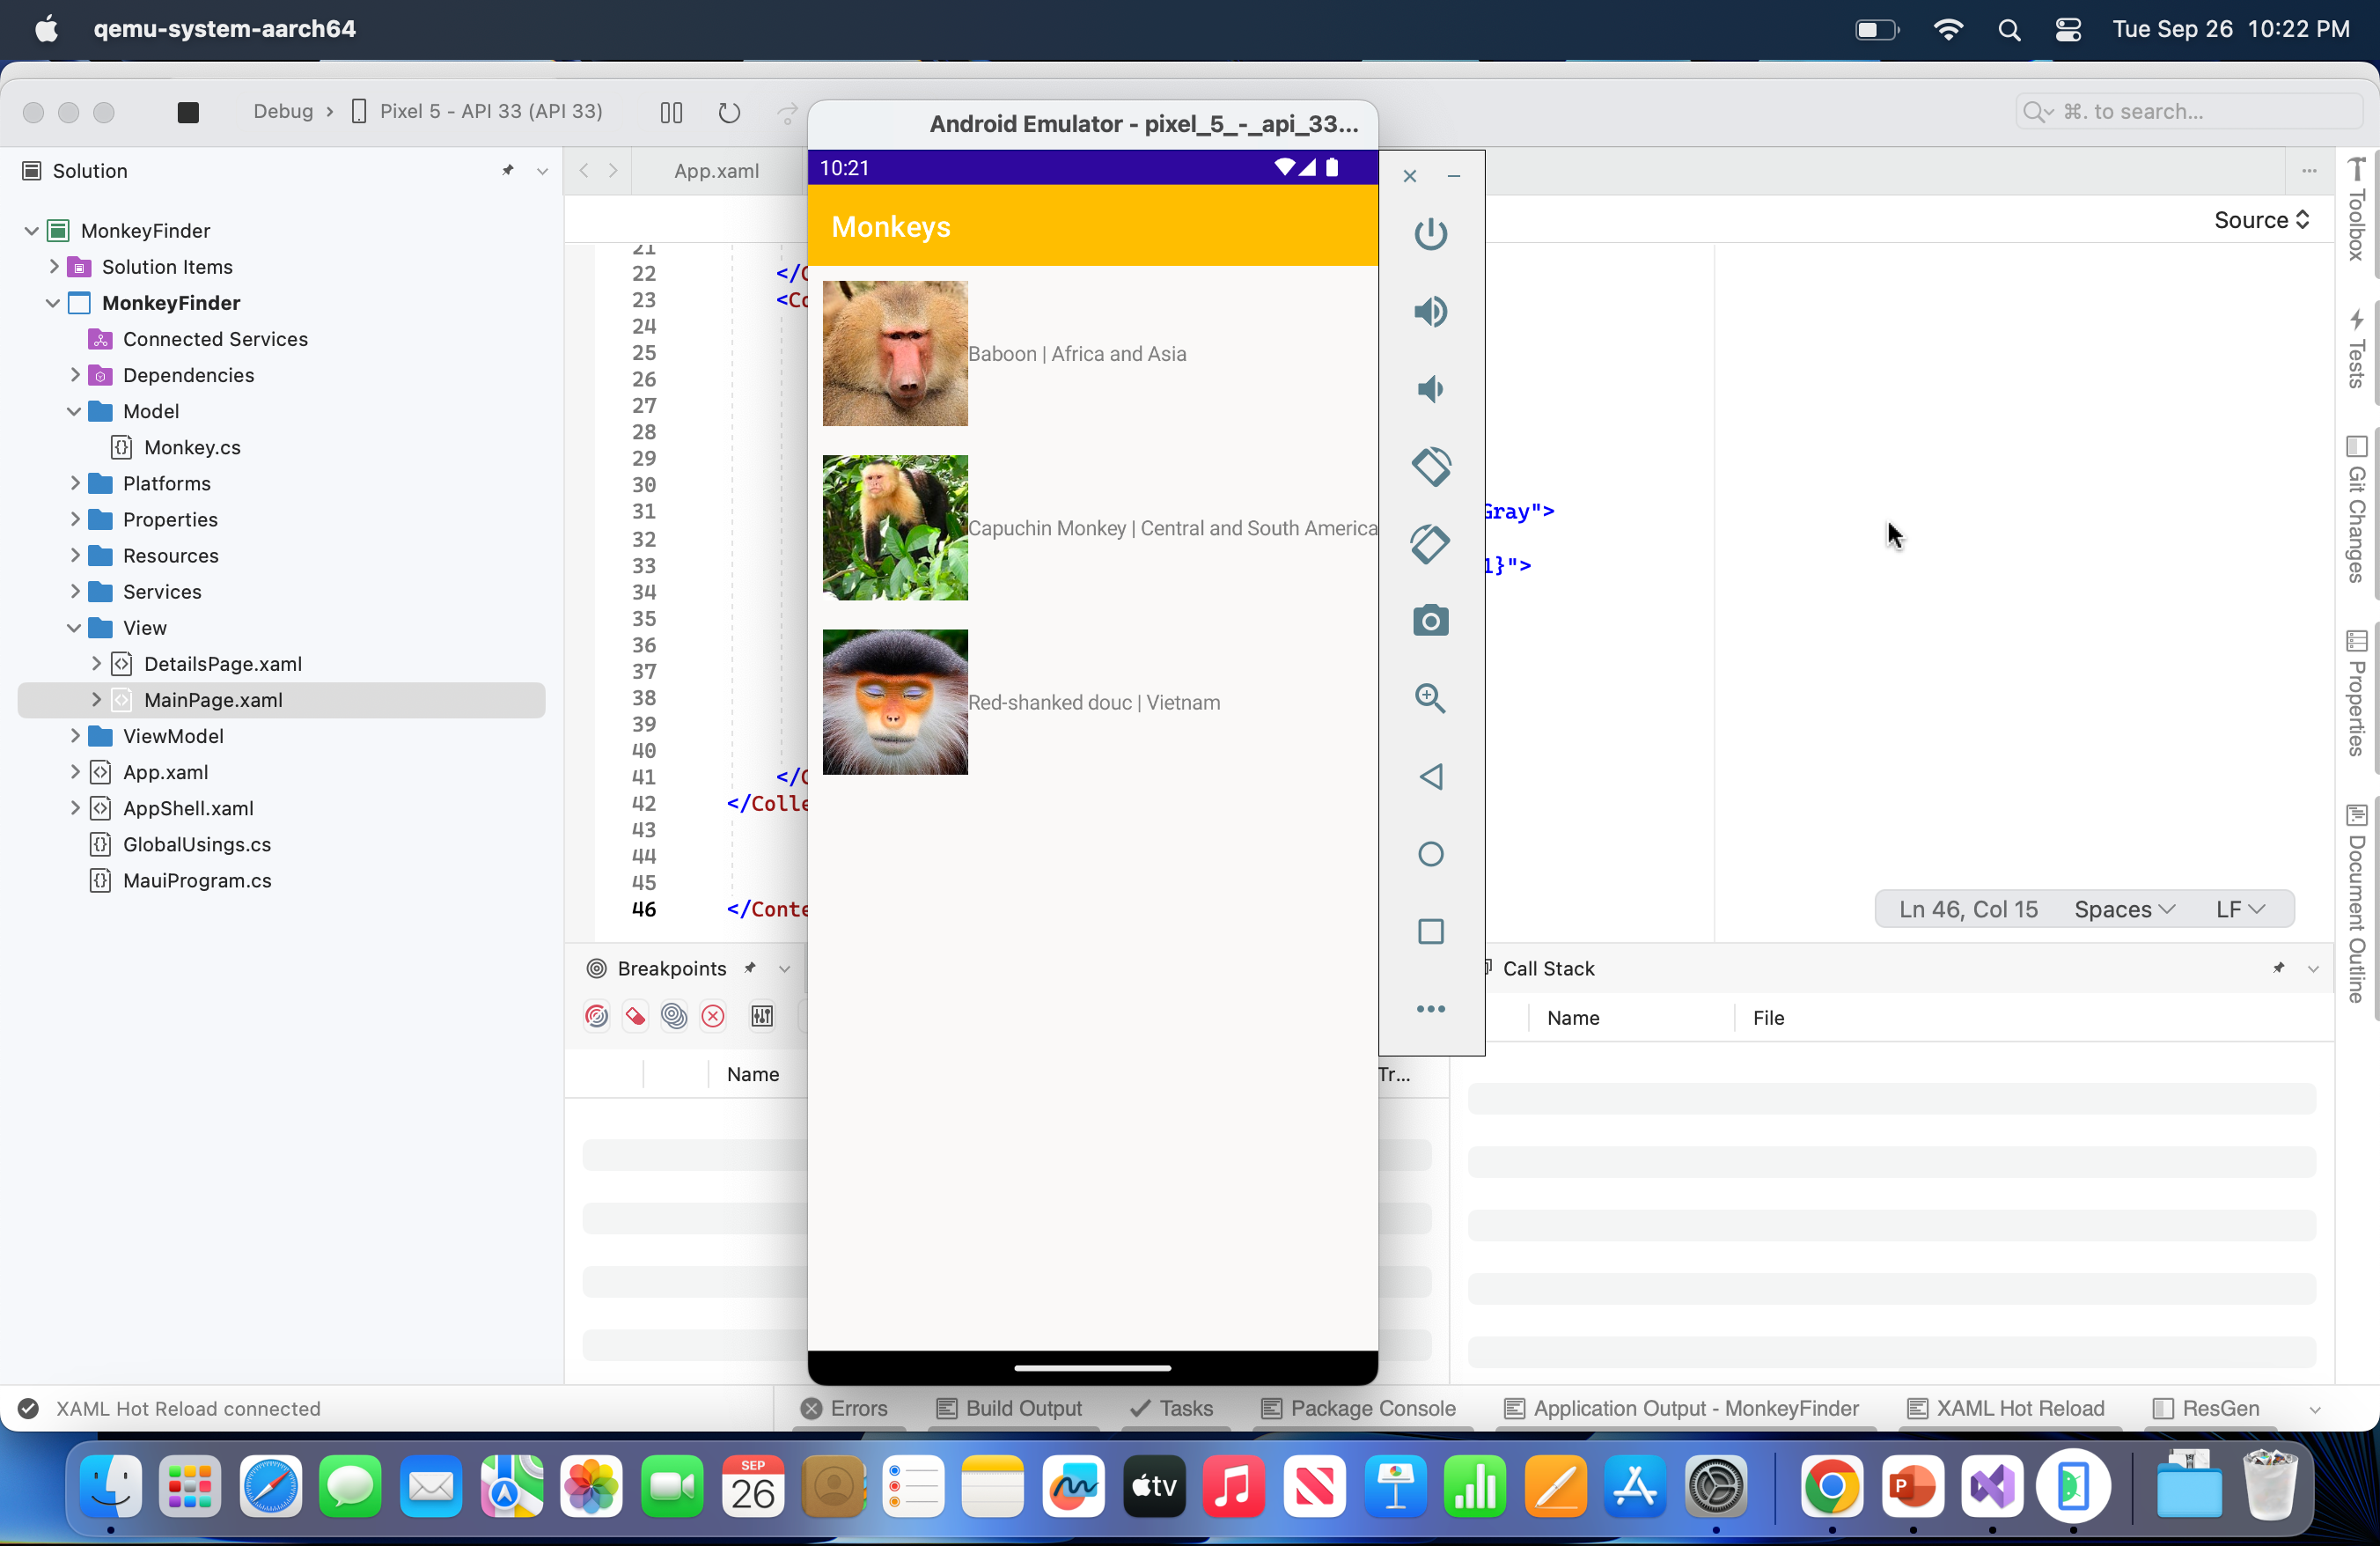 qemu-system-aarch64
Tue Sep 26 10:22 PM
Debug › Pixel 5 - API 33 (API 33)
⌘. to search...
Android Emulator - pixel_5_-_api_33...
Solution
App.xaml
Source
MonkeyFinder
Solution Items
MonkeyFinder
Connected Services
Dependencies
Model
Monkey.cs
Platforms
Properties
Resources
Services
View
DetailsPage.xaml
MainPage.xaml
ViewModel
App.xaml
AppShell.xaml
GlobalUsings.cs
MauiProgram.cs
21
22 </C
23 <Co
24
25
26
27
28
29
30
31 Gray">
32
33 1}">
34
35
36
37
38
39
40
41 </C
42 </Colle
43
44
45
46 </Conte
10:21
Monkeys
Baboon | Africa and Asia
Capuchin Monkey | Central and South America
Red-shanked douc | Vietnam
Toolbox
Tests
Git Changes
Properties
Document Outline
Ln 46, Col 15 Spaces LF
Breakpoints
Name
Tr...
Call Stack
Name File
XAML Hot Reload connected
Errors
Build Output
Tasks
Package Console
Application Output - MonkeyFinder
XAML Hot Reload
ResGen
SEP
26
tv
P